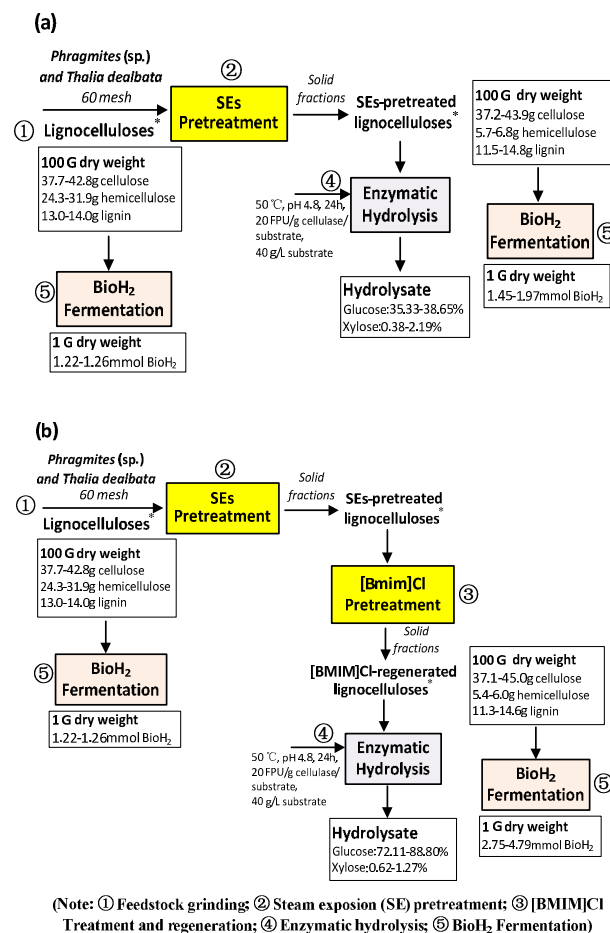 (a)
Phragmites (sp.)
and Thalia dealbata
60 mesh
① Lignocelluloses*
100 G dry weight
37.7-42.8g cellulose
24.3-31.9g hemicellulose
13.0-14.0g lignin
⑤ BioH₂
Fermentation
1 G dry weight
1.22-1.26mmol BioH₂
②
SEs
Pretreatment
Solid
fractions
SEs-pretreated
lignocelluloses*
④
50 ℃, pH 4.8, 24h,
20 FPU/g cellulase/
substrate,
40 g/L substrate
Enzymatic
Hydrolysis
Hydrolysate
Glucose:35.33-38.65%
Xylose:0.38-2.19%
100 G dry weight
37.2-43.9g cellulose
5.7-6.8g hemicellulose
11.5-14.8g lignin
BioH₂ ⑤
Fermentation
1 G dry weight
1.45-1.97mmol BioH₂
(b)
Phragmites (sp.)
and Thalia dealbata
60 mesh
① Lignocelluloses*
100 G dry weight
37.7-42.8g cellulose
24.3-31.9g hemicellulose
13.0-14.0g lignin
⑤ BioH₂
Fermentation
1 G dry weight
1.22-1.26mmol BioH₂
②
SEs
Pretreatment
Solid
fractions
SEs-pretreated
lignocelluloses*
[Bmim]Cl
Pretreatment ③
Solid
fractions
[BMIM]Cl-regenerated
lignocelluloses*
④
50 ℃, pH 4.8, 24h,
20 FPU/g cellulase/
substrate,
40 g/L substrate
Enzymatic
Hydrolysis
Hydrolysate
Glucose:72.11-88.80%
Xylose:0.62-1.27%
100 G dry weight
37.1-45.0g cellulose
5.4-6.0g hemicellulose
11.3-14.6g lignin
BioH₂
Fermentation ⑤
1 G dry weight
2.75-4.79mmol BioH₂
(Note: ① Feedstock grinding; ② Steam exposion (SE) pretreatment; ③ [BMIM]Cl
Treatment and regeneration; ④ Enzymatic hydrolysis; ⑤ BioH₂ Fermentation)